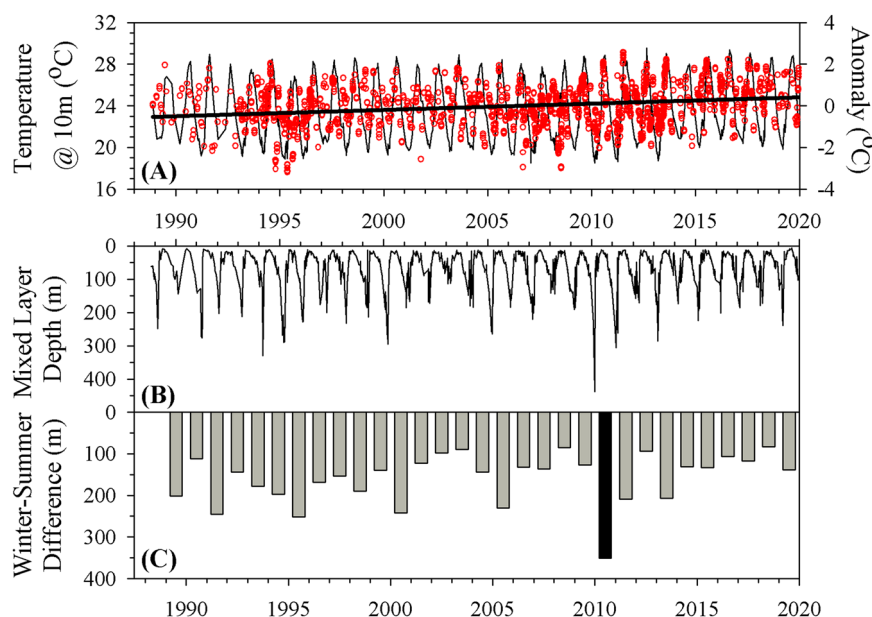 Temperature
@ 10m (°C)
32
28
24
20
16
(A)
4
2
0
-2
-4
Anomaly (°C)
1990 1995 2000 2005 2010 2015 2020
Mixed Layer
Depth (m)
0
100
200
300
400
(B)
Winter-Summer
Difference (m)
0
100
200
300
400
(C)
1990 1995 2000 2005 2010 2015 2020